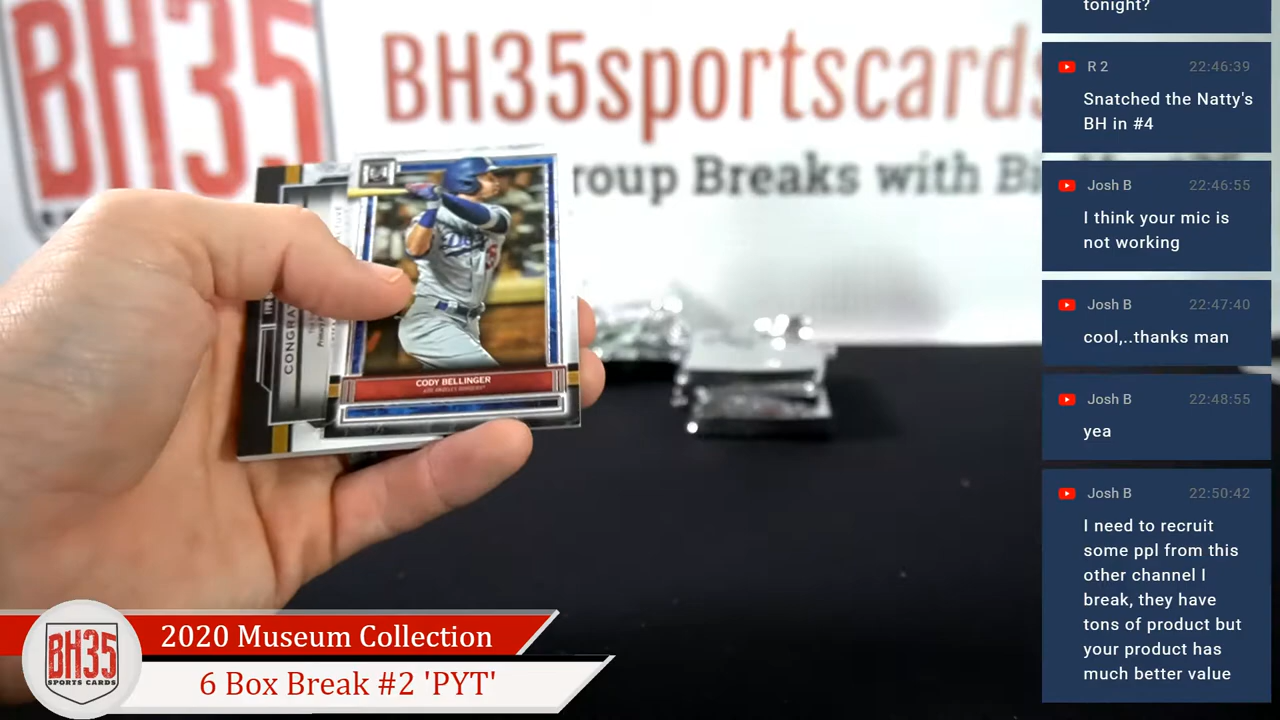 BH35
BH35sportscards
roup Breaks with Bi
CONGRA
CODY BELLINGER
LOS ANGELES DODGERS
2020 Museum Collection
6 Box Break #2 'PYT'
BH35
SPORTS CARDS
tonight?
R 2 22:46:39
Snatched the Natty's
BH in #4
Josh B 22:46:55
I think your mic is
not working
Josh B 22:47:40
cool,..thanks man
Josh B 22:48:55
yea
Josh B 22:50:42
I need to recruit
some ppl from this
other channel I
break, they have
tons of product but
your product has
much better value